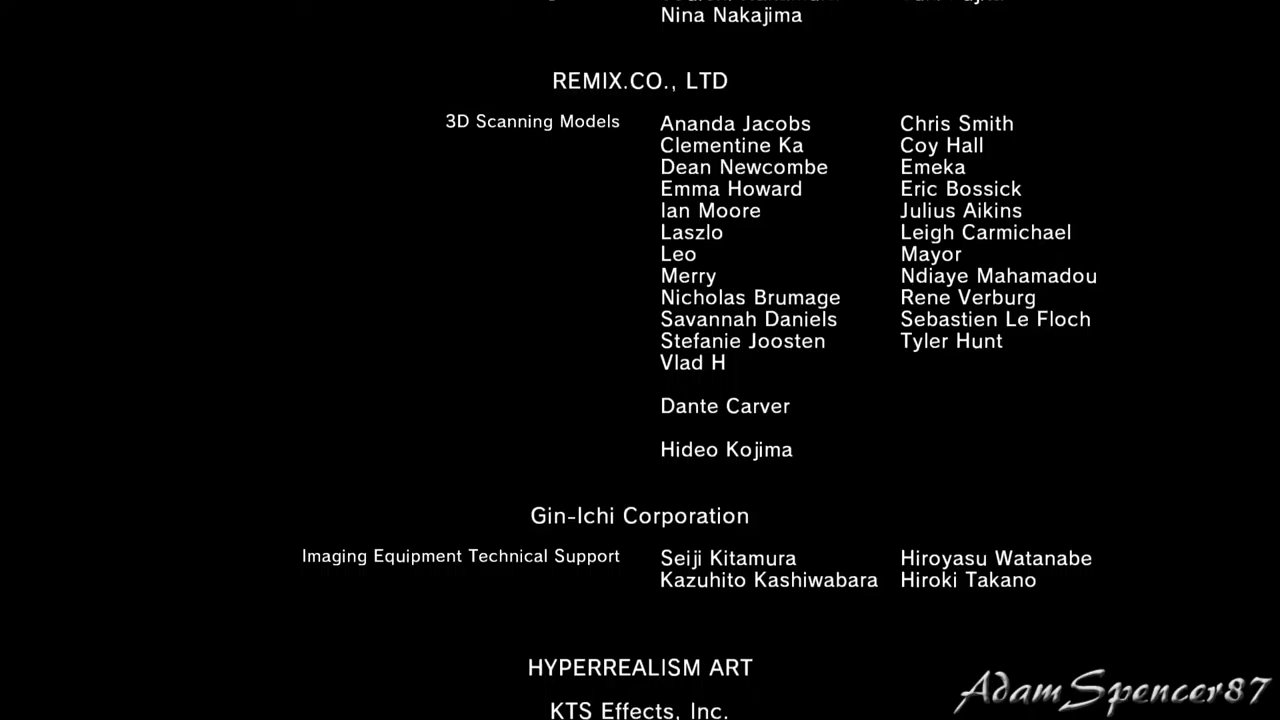 Nina Nakajima
REMIX.CO., LTD
3D Scanning Models Ananda Jacobs Chris Smith
Clementine Ka Coy Hall
Dean Newcombe Emeka
Emma Howard Eric Bossick
Ian Moore Julius Aikins
Laszlo Leigh Carmichael
Leo Mayor
Merry Ndiaye Mahamadou
Nicholas Brumage Rene Verburg
Savannah Daniels Sebastien Le Floch
Stefanie Joosten Tyler Hunt
Vlad H
Dante Carver
Hideo Kojima
Gin-Ichi Corporation
Imaging Equipment Technical Support Seiji Kitamura Hiroyasu Watanabe
Kazuhito Kashiwabara Hiroki Takano
HYPERREALISM ART
KTS Effects, Inc.
AdamSpencer87